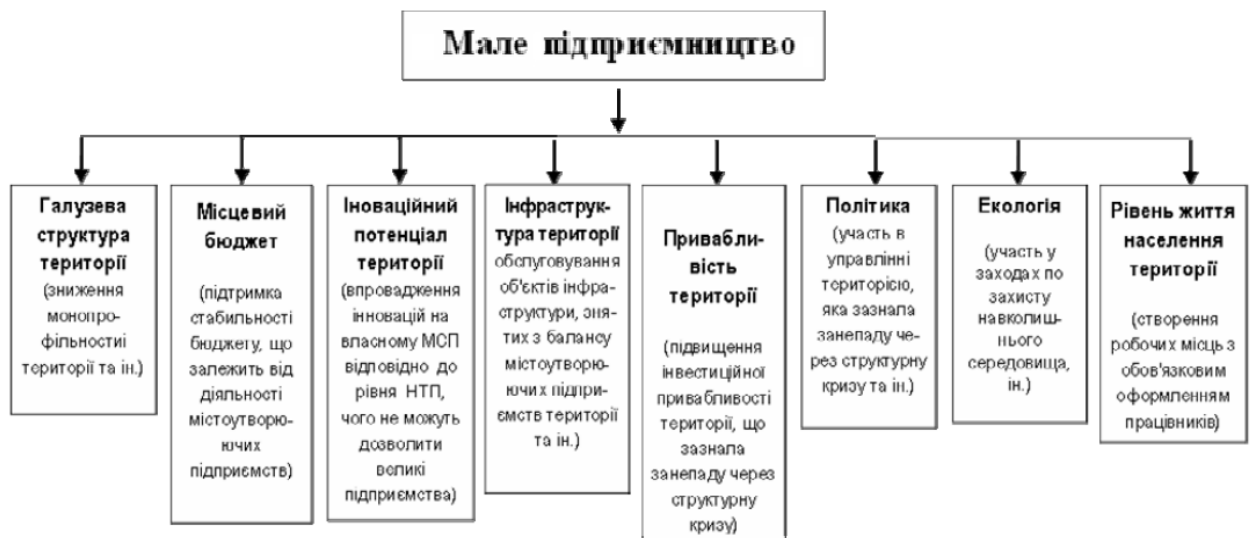 Мале підприємництво
Галузева
структура
території
(зниження
монопро-
фільностиі
території та ін.)
Місцевий
бюджет
(підтримка
стабільності
бюджету, що
залежить від
діяльності
містоутворю-
ючих
підприємств)
Іноваційний
потенціал
території
(впровадження
інновацій на
власному МСП
відповідно до
рівня НТП,
чого не можуть
дозволити
великі
підприємства)
Інфраструк-
тура території
обслуговування
об'єктів інфра-
структури, зня-
тих з балансу
містоутворю-
ючих підпри-
ємств території
та ін.)
Привабли-
вість
території
(підвищення
інвестиційної
привабливості
території, що
зазнала
занепаду через
структурну
кризу)
Політика
(участь в
управлінні
територією,
яка зазнала
занепаду че-
рез структурну
кризу та ін.)
Екологія
(участь у
заходах по
захисту
навколиш-
нього
середовища,
ін.)
Рівень життя
населення
території
(створення
робочих місць з
обов'язковим
оформленням
працівників)